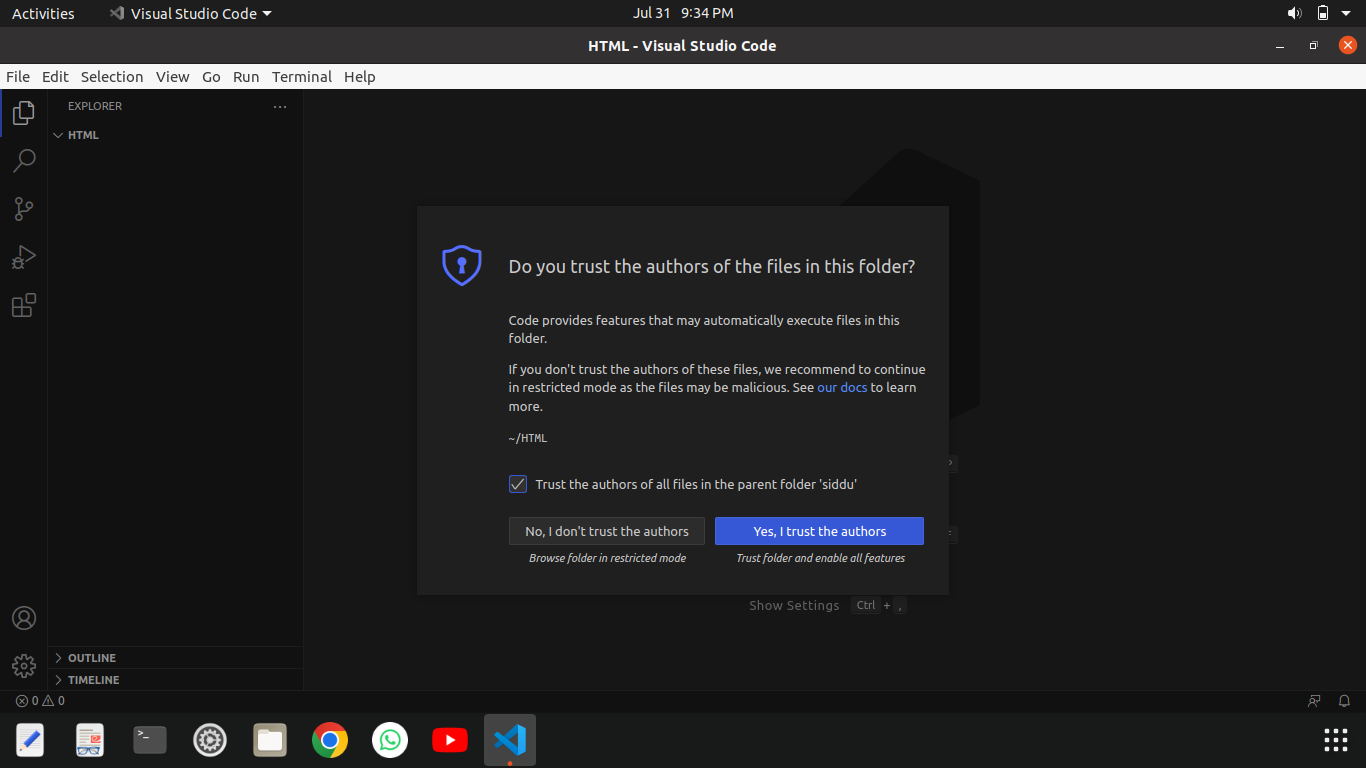 Activities Visual Studio Code Jul 31 9:34 PM
HTML - Visual Studio Code
File Edit Selection View Go Run Terminal Help
EXPLORER
HTML
Do you trust the authors of the files in this folder?
Code provides features that may automatically execute files in this
folder.
If you don't trust the authors of these files, we recommend to continue
in restricted mode as the files may be malicious. See our docs to learn
more.
~/HTML
Trust the authors of all files in the parent folder 'siddu'
No, I don't trust the authors Yes, I trust the authors
Browse folder in restricted mode Trust folder and enable all features
Show Settings Ctrl + ,
OUTLINE
TIMELINE
0 0
>_